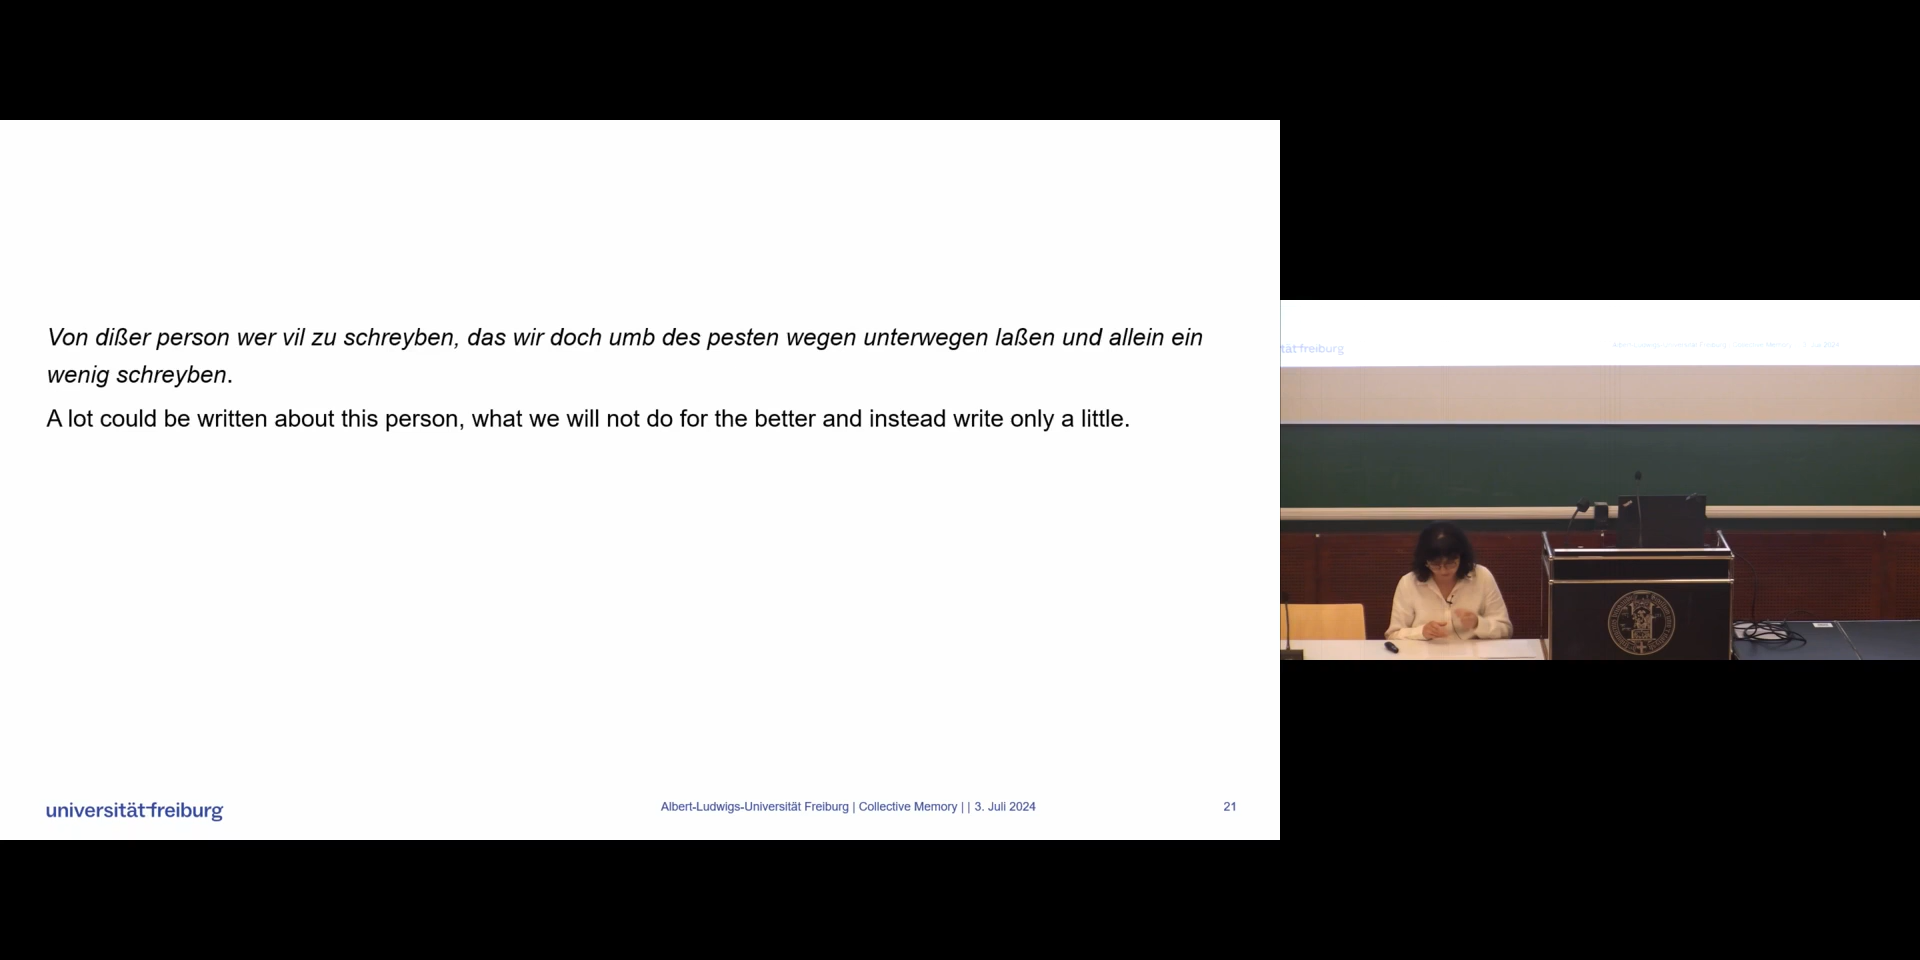 Von dißer person wer vil zu schreyben, das wir doch umb des pesten wegen unterwegen laßen und allein ein
wenig schreyben.
A lot could be written about this person, what we will not do for the better and instead write only a little.
universität freiburg
Albert-Ludwigs-Universität Freiburg | Collective Memory | | 3. Juli 2024
21
tät freiburg